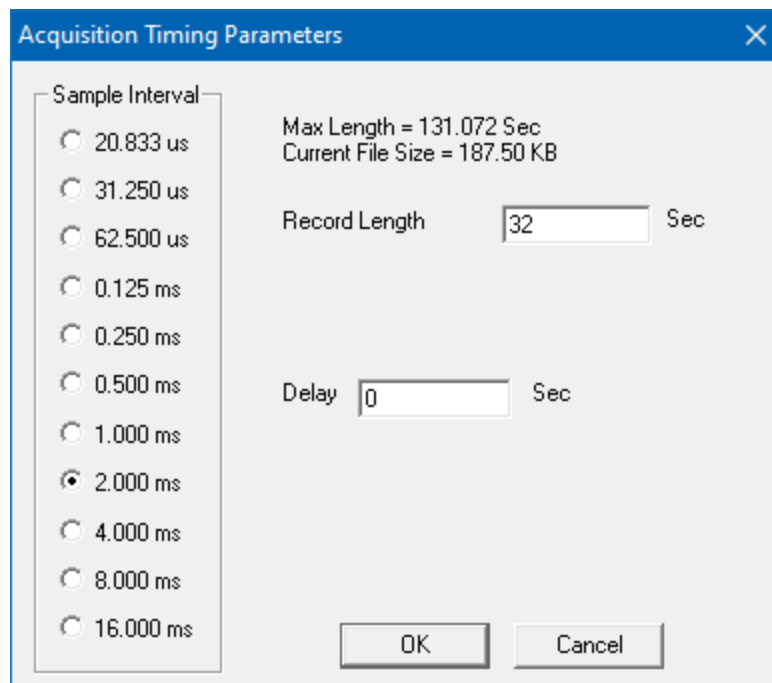 Acquisition Timing Parameters
Sample Interval
20.833 us
31.250 us
62.500 us
0.125 ms
0.250 ms
0.500 ms
1.000 ms
2.000 ms
4.000 ms
8.000 ms
16.000 ms
Max Length = 131.072 Sec
Current File Size = 187.50 KB
Record Length 32 Sec
Delay 0 Sec
OK Cancel